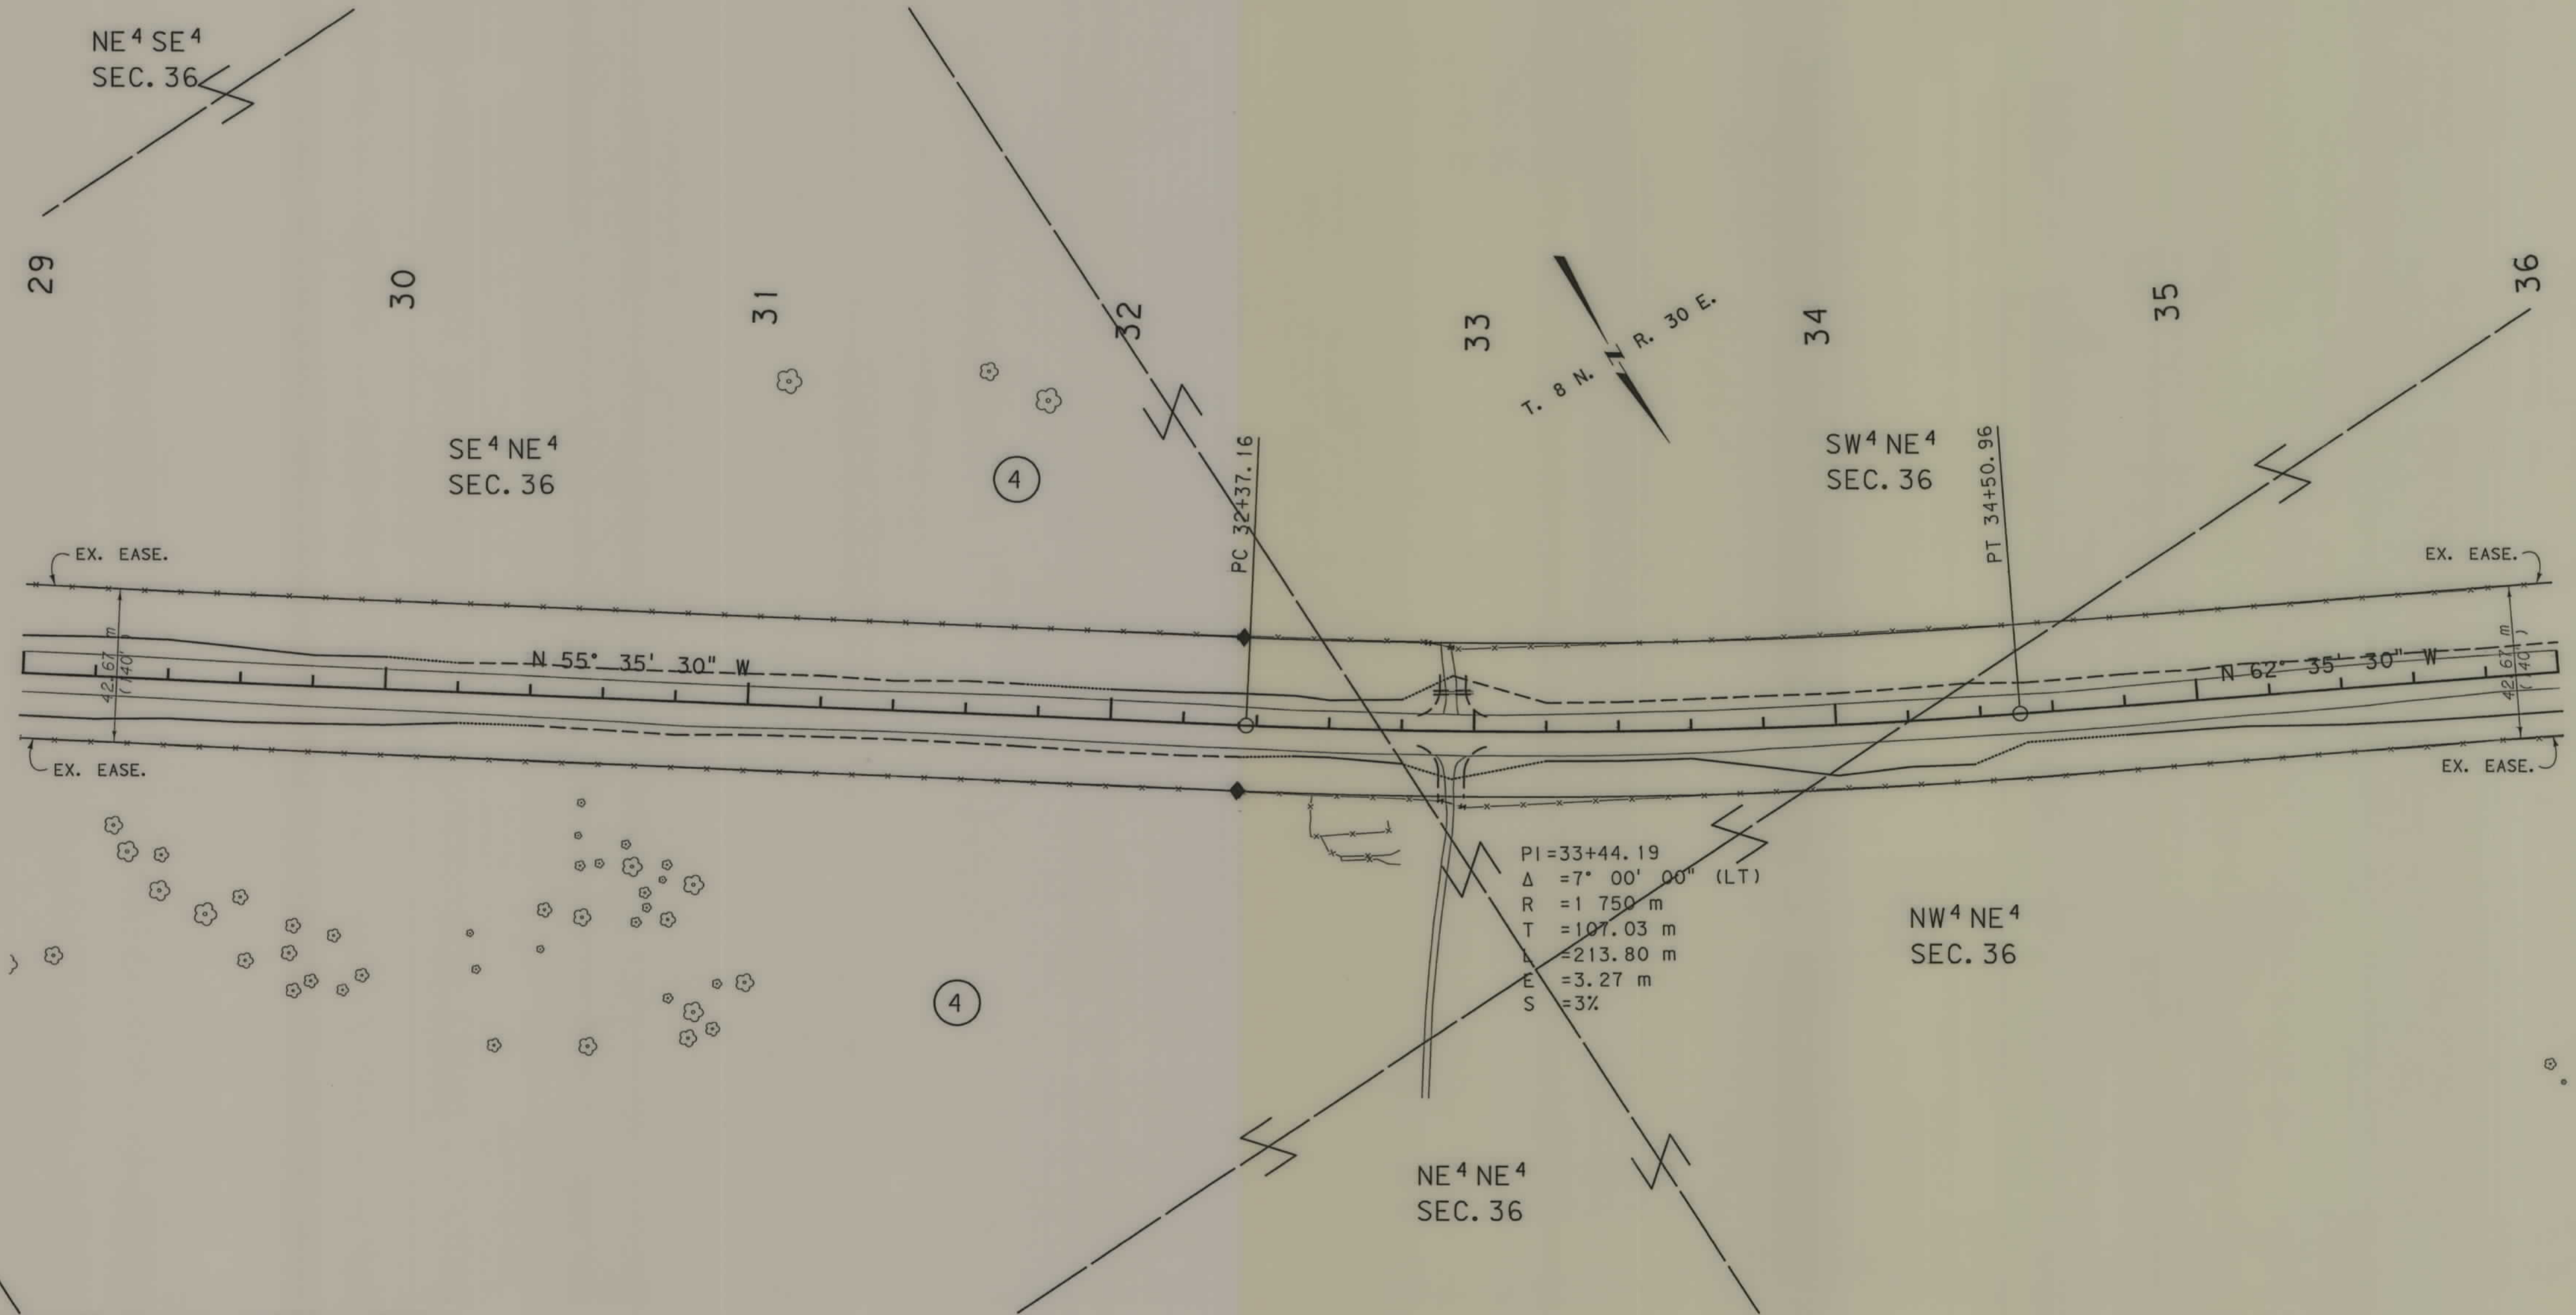 NE⁴ SE⁴
SEC. 36
29
30
31
32
33
34
35
36
T. 8 N. R. 30 E.
SE⁴ NE⁴
SEC. 36
4
PC 32+37.16
SW⁴ NE⁴
SEC. 36
PT 34+50.96
EX. EASE.
EX. EASE.
42.67 m
(140')
N 55° 35' 30" W
N 62° 35' 30" W
42.67 m
(140')
EX. EASE.
EX. EASE.
PI=33+44.19
Δ =7° 00' 00" (LT)
R =1 750 m
T =107.03 m
L =213.80 m
E =3.27 m
S =3%
NW⁴ NE⁴
SEC. 36
4
NE⁴ NE⁴
SEC. 36